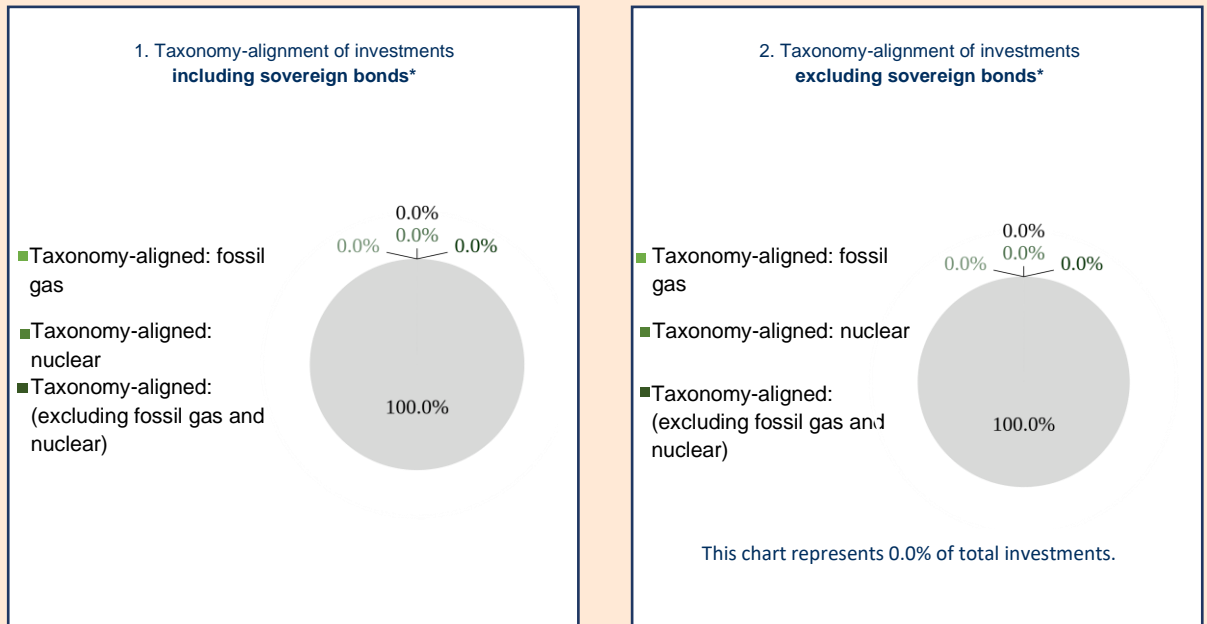 1. Taxonomy-alignment of investments
including sovereign bonds*
0.0%
0.0%
0.0%
0.0%
Taxonomy-aligned: fossil
gas
Taxonomy-aligned:
nuclear
Taxonomy-aligned:
(excluding fossil gas and
nuclear)
100.0%
2. Taxonomy-alignment of investments
excluding sovereign bonds*
0.0%
0.0%
0.0%
0.0%
Taxonomy-aligned: fossil
gas
Taxonomy-aligned: nuclear
Taxonomy-aligned:
(excluding fossil gas and
nuclear)
100.0%
This chart represents 0.0% of total investments.